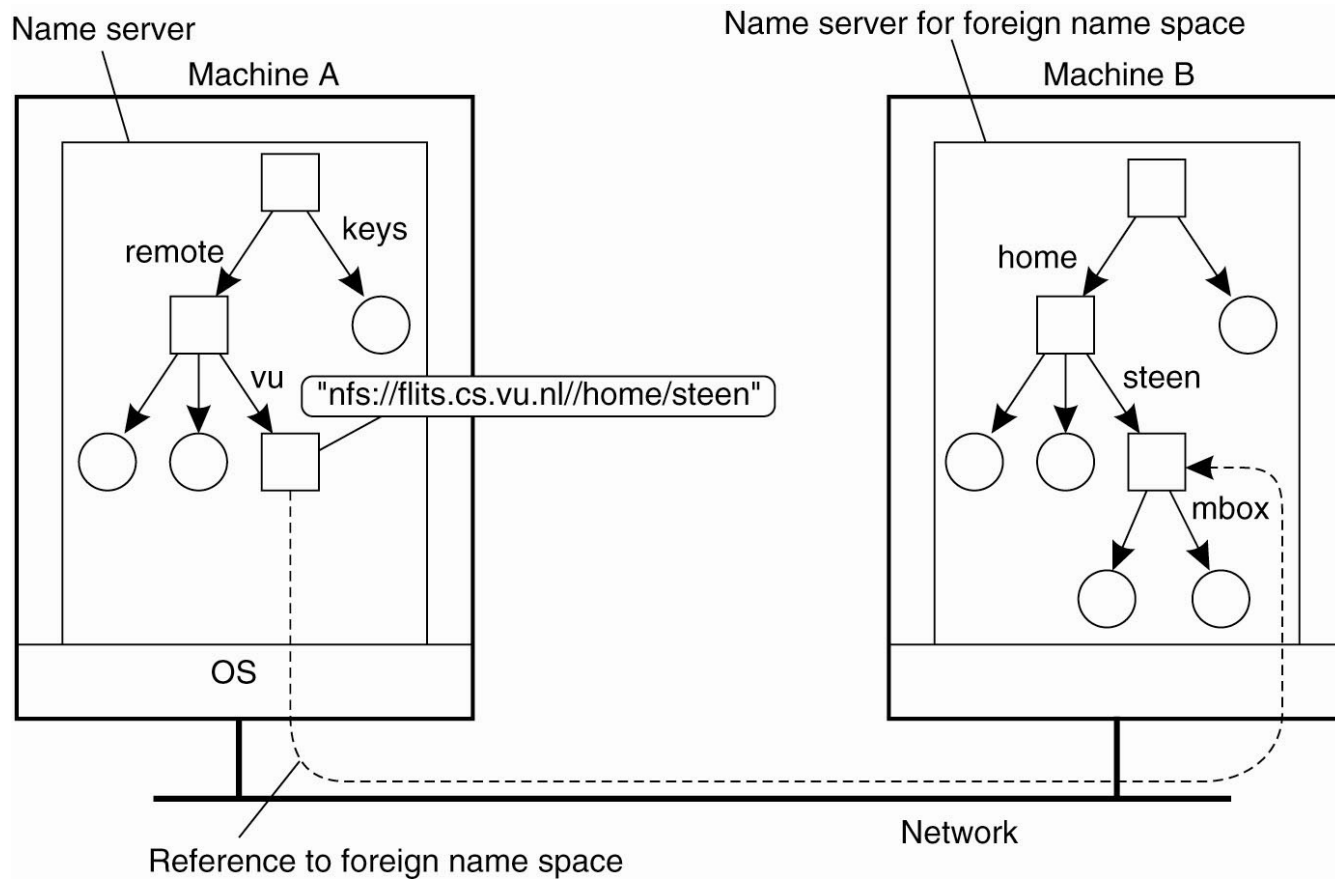 Name server
Name server for foreign name space
Machine A
Machine B
remote
keys
home
vu
steen
"nfs://flits.cs.vu.nl//home/steen"
mbox
OS
Network
Reference to foreign name space